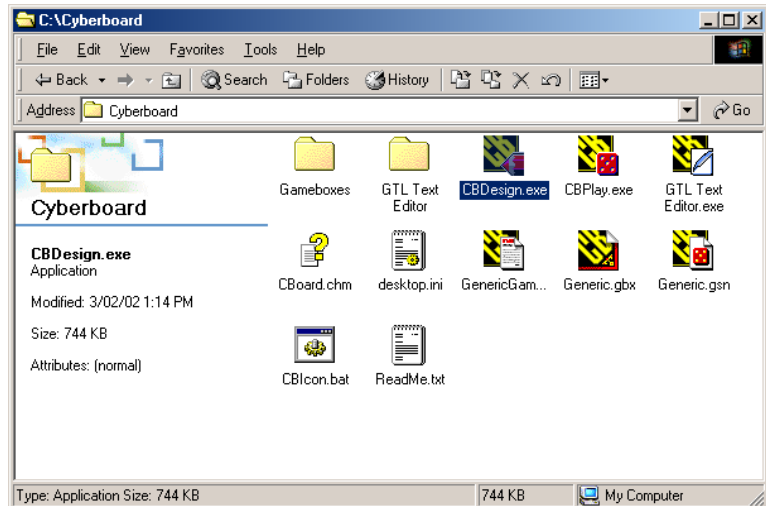 C:\Cyberboard
File Edit View Favorites Tools Help
Back Search Folders History
Address Cyberboard Go
Cyberboard
CBDesign.exe
Application
Modified: 3/02/02 1:14 PM
Size: 744 KB
Attributes: (normal)
Gameboxes
GTL Text
Editor
CBDesign.exe
CBPlay.exe
GTL Text
Editor.exe
CBoard.chm
desktop.ini
GenericGam...
Generic.gbx
Generic.gsn
CBIcon.bat
ReadMe.txt
Type: Application Size: 744 KB 744 KB My Computer